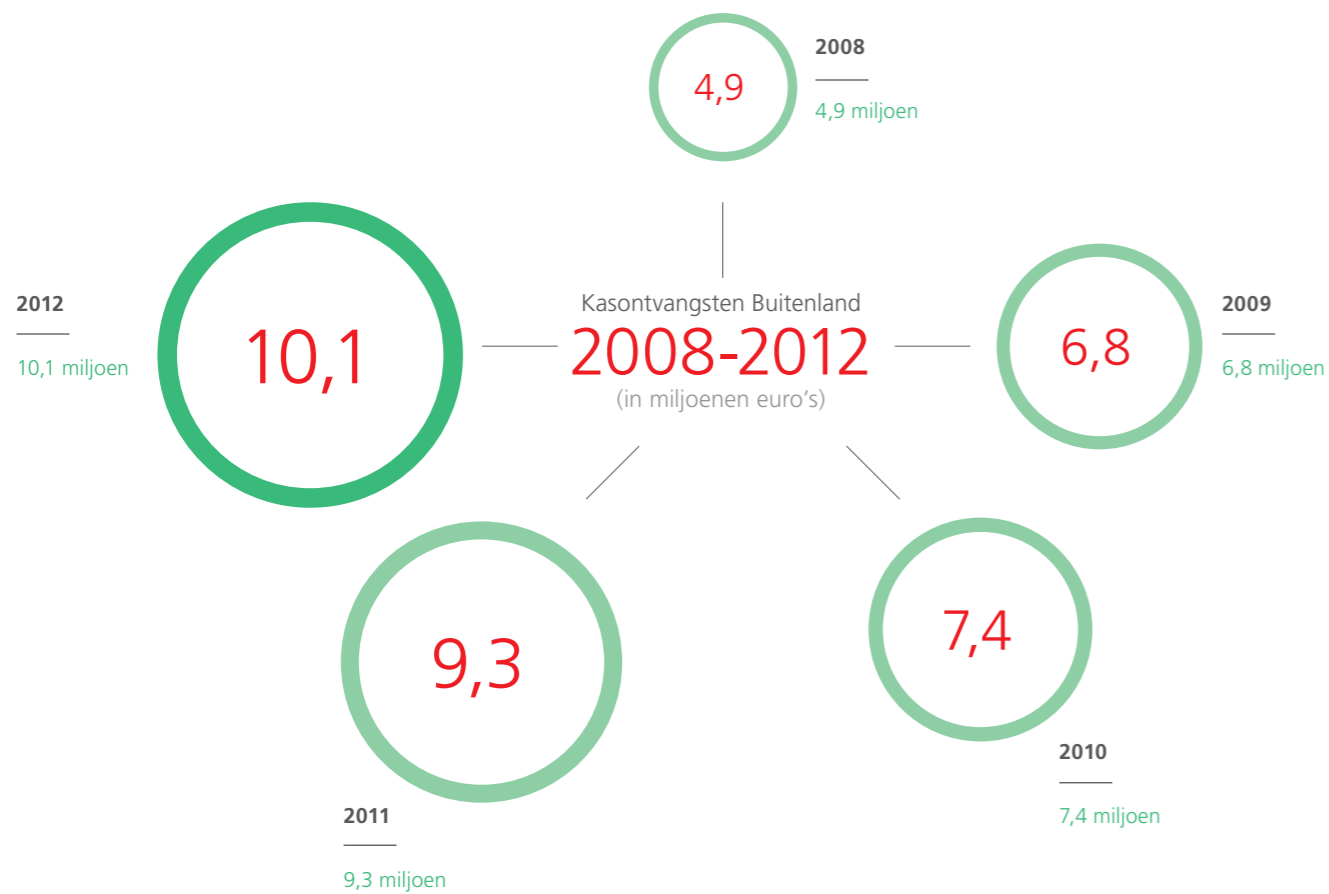 Kasontvangsten Buitenland
2008-2012
(in miljoenen euro's)
4,9
2008
4,9 miljoen
6,8
2009
6,8 miljoen
7,4
2010
7,4 miljoen
9,3
2011
9,3 miljoen
10,1
2012
10,1 miljoen